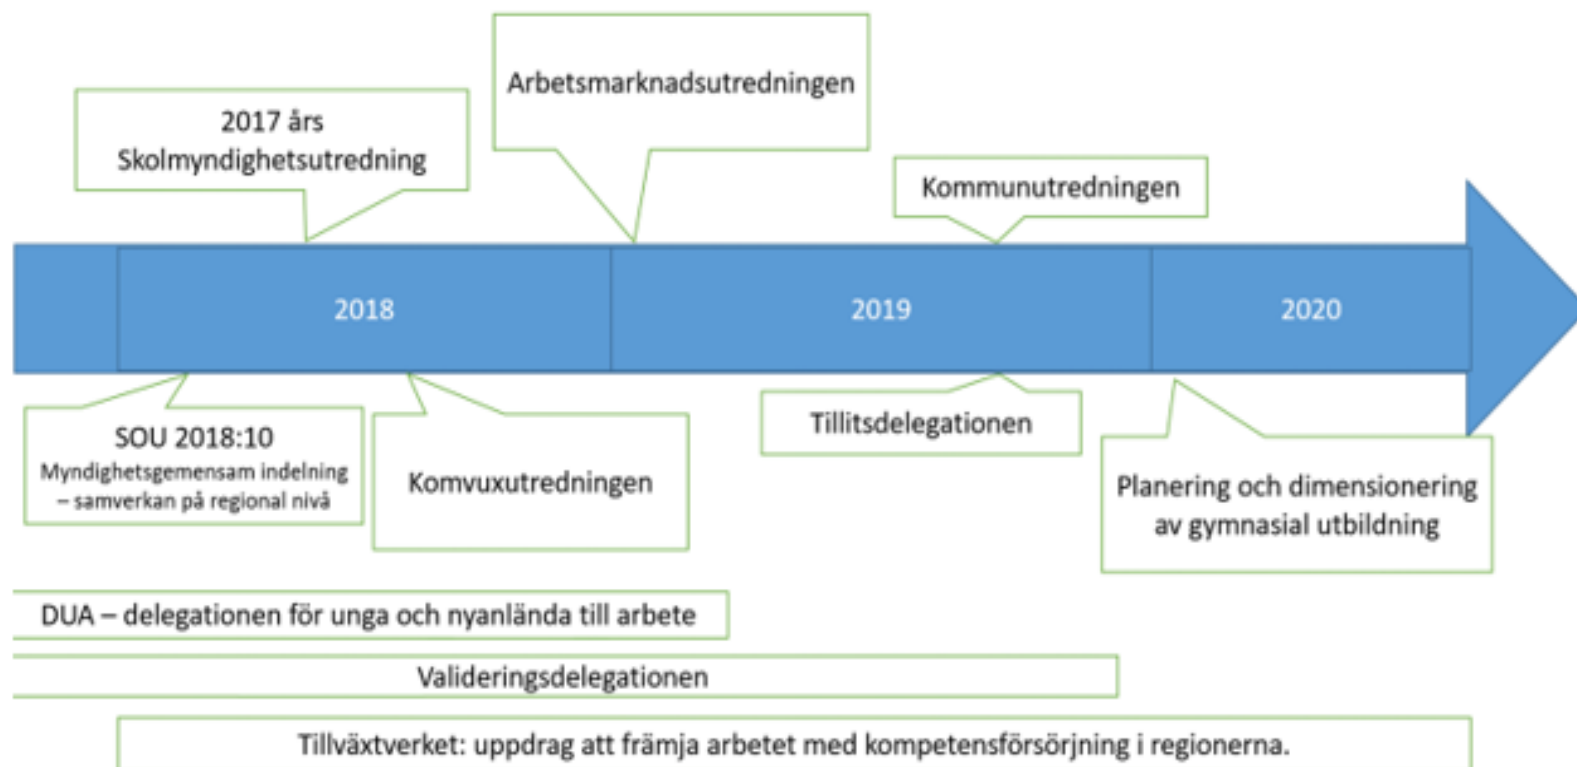 Arbetsmarknadsutredningen
2017 års
Skolmyndighetsutredning
Kommunutredningen
2018
2019
2020
SOU 2018:10
Myndighetsgemensam indelning
– samverkan på regional nivå
Komvuxutredningen
Tillitsdelegationen
Planering och dimensionering
av gymnasial utbildning
DUA – delegationen för unga och nyanlända till arbete
Valideringsdelegationen
Tillväxtverket: uppdrag att främja arbetet med kompetensförsörjning i regionerna.